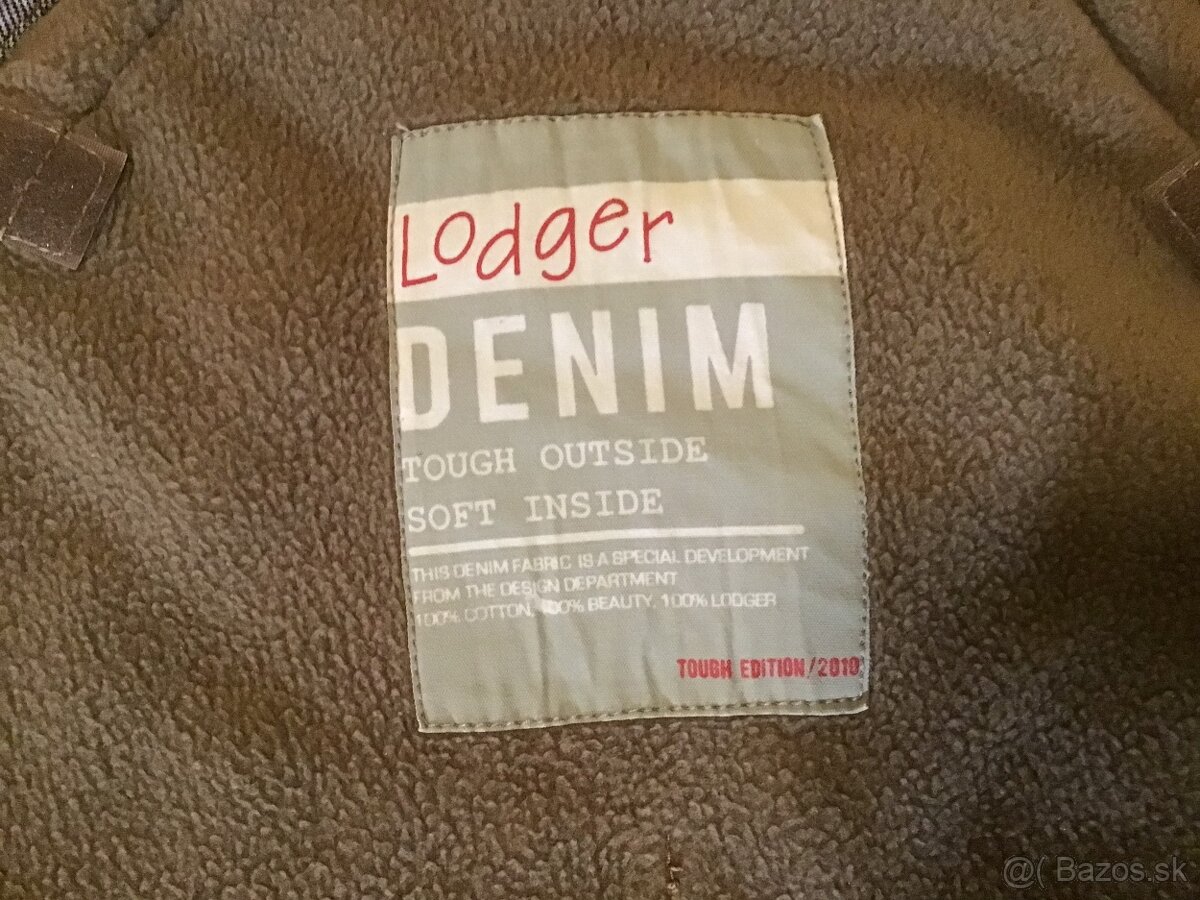 Lodger
DENIM
TOUGH OUTSIDE
SOFT INSIDE
THIS DENIM FABRIC IS A SPECIAL DEVELOPMENT
FROM THE DESIGN DEPARTMENT
100% COTTON, 100% BEAUTY, 100% LODGER
TOUGH EDITION/2010
@( Bazos.sk